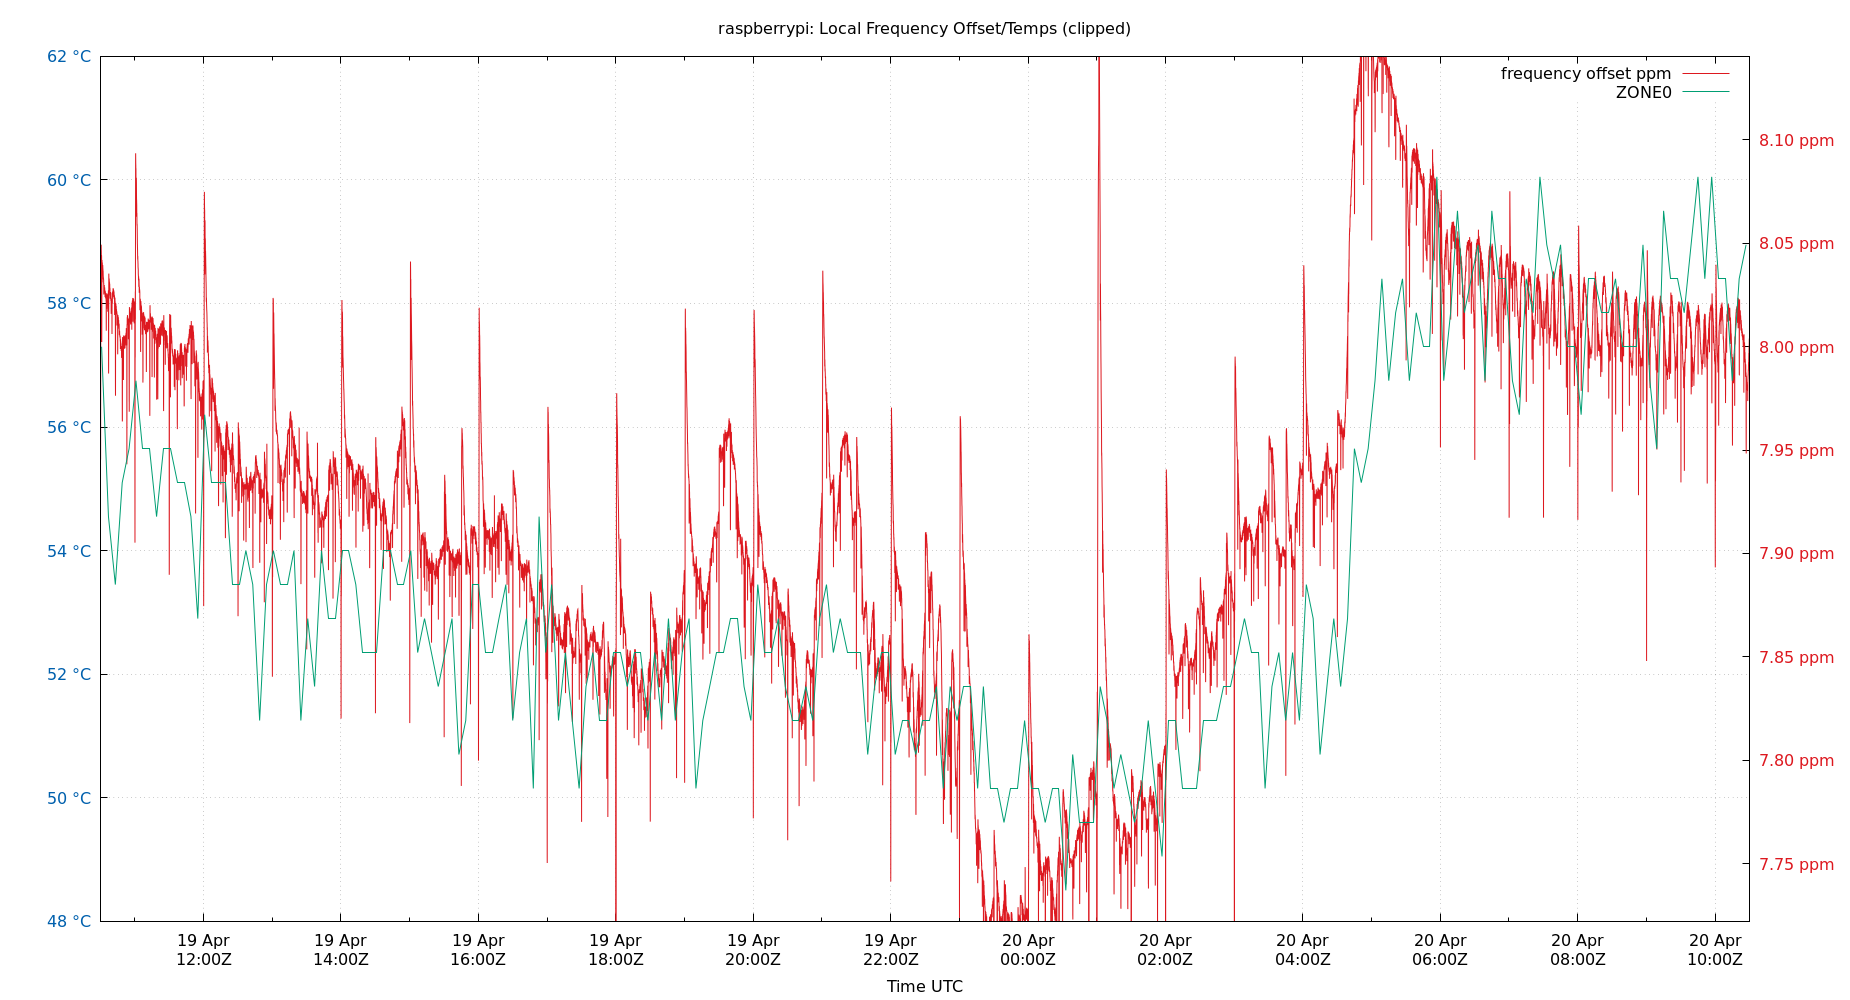 raspberrypi: Local Frequency Offset/Temps (clipped)
frequency offset ppm
ZONE0
62 °C
60 °C
58 °C
56 °C
54 °C
52 °C
50 °C
48 °C
8.10 ppm
8.05 ppm
8.00 ppm
7.95 ppm
7.90 ppm
7.85 ppm
7.80 ppm
7.75 ppm
19 Apr 19 Apr 19 Apr 19 Apr 19 Apr 19 Apr 20 Apr 20 Apr 20 Apr 20 Apr 20 Apr 20 Apr
12:00Z 14:00Z 16:00Z 18:00Z 20:00Z 22:00Z 00:00Z 02:00Z 04:00Z 06:00Z 08:00Z 10:00Z
Time UTC